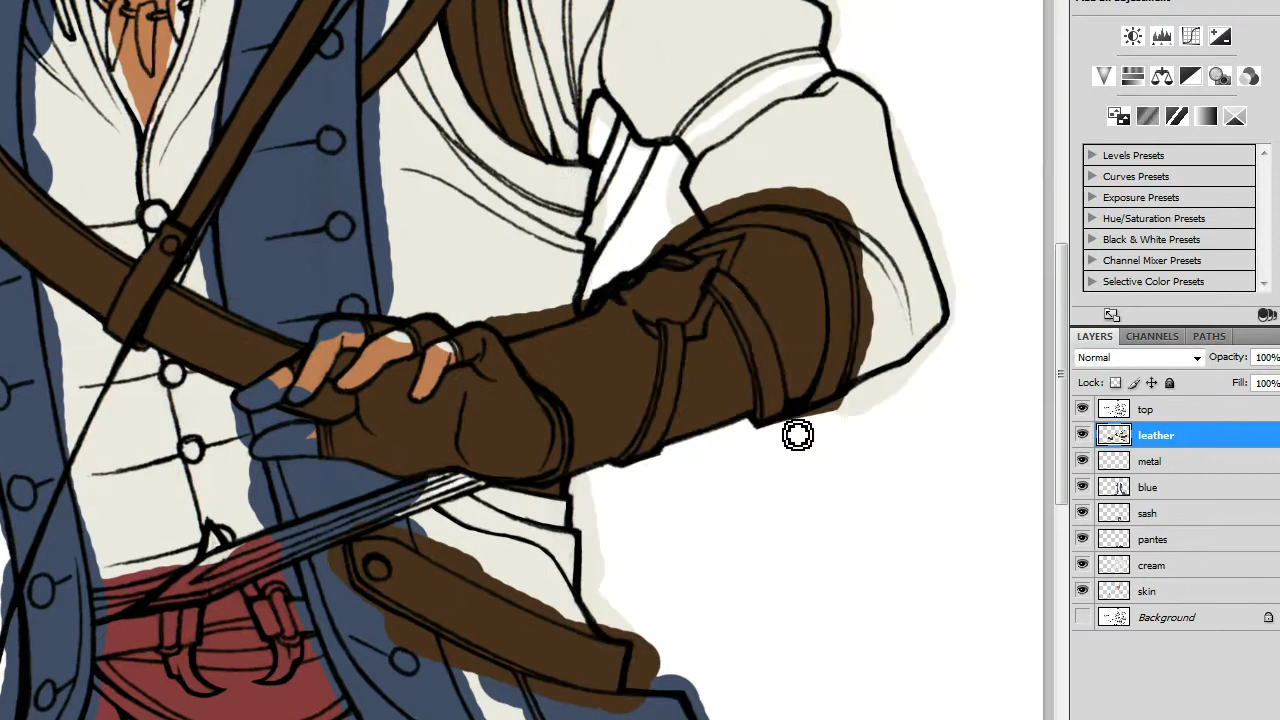 Levels Presets
Curves Presets
Exposure Presets
Hue/Saturation Presets
Black & White Presets
Channel Mixer Presets
Selective Color Presets
LAYERS CHANNELS PATHS
Normal Opacity: 100%
Lock: Fill: 100%
top
leather
metal
blue
sash
pantes
cream
skin
Background